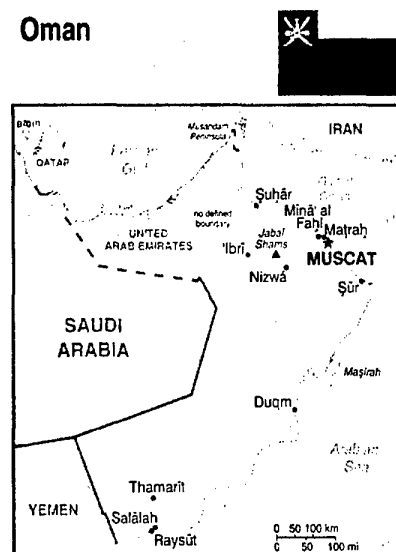 Oman
IRAN
Musandam
Peninsula
QATAR
Şuḩār
Mīnā' al
Faḩl
Maţraḩ
no defined
boundary
UNITED
ARAB EMIRATES
'Ibrī
Jabal
Shams
MUSCAT
Nizwá
Şūr
SAUDI
ARABIA
Maşīrah
Duqm
Arabian
Sea
Thamarīt
YEMEN
Salālah
Raysūt
0 50 100 km
0 50 100 mi